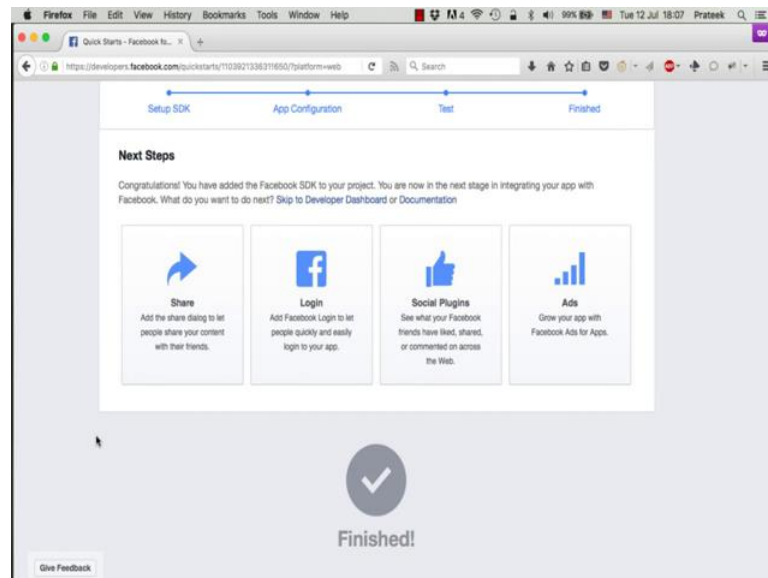 Firefox File Edit View History Bookmarks Tools Window Help
4 99% Tue 12 Jul 18:07 Prateek
Quick Starts - Facebook fo...
https://developers.facebook.com/quickstarts/1103921336311650/?platform=web
Search
Setup SDK App Configuration Test Finished
Next Steps
Congratulations! You have added the Facebook SDK to your project. You are now in the next stage in integrating your app with
Facebook. What do you want to do next? Skip to Developer Dashboard or Documentation
Share
Add the share dialog to let
people share your content
with their friends.
Login
Add Facebook Login to let
people quickly and easily
login to your app.
Social Plugins
See what your Facebook
friends have liked, shared,
or commented on across
the Web.
Ads
Grow your app with
Facebook Ads for Apps.
Finished!
Give Feedback